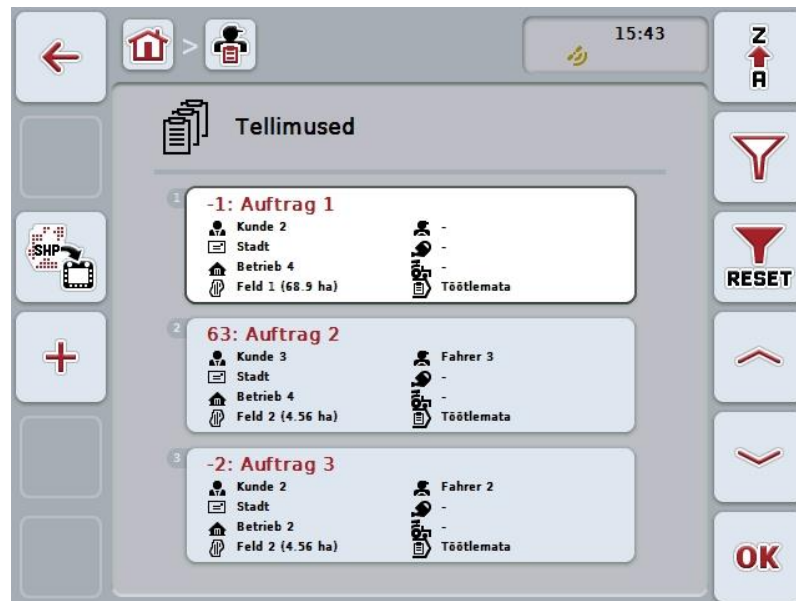 15:43
Z
A
Tellimused
1
-1: Auftrag 1
Kunde 2 -
Stadt -
Betrieb 4 -
Feld 1 (68.9 ha) Töötlemata
SHP
RESET
2
63: Auftrag 2
Kunde 3 Fahrer 3
Stadt -
Betrieb 4 -
Feld 2 (4.56 ha) Töötlemata
3
-2: Auftrag 3
Kunde 2 Fahrer 2
Stadt -
Betrieb 2 -
Feld 2 (4.56 ha) Töötlemata
OK